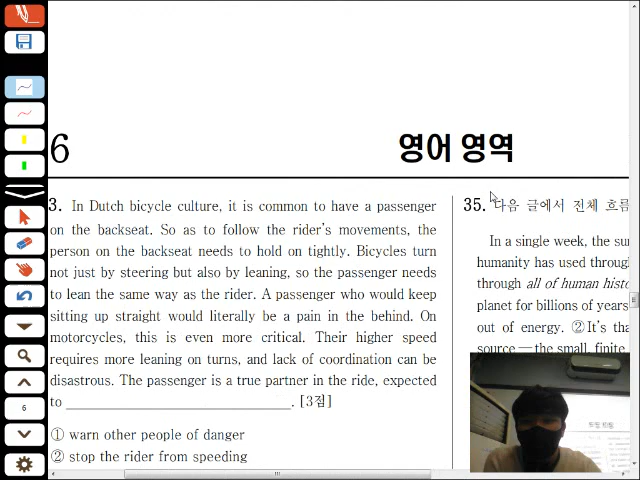 6
영어 영역
3. In Dutch bicycle culture, it is common to have a passenger
on the backseat. So as to follow the rider's movements, the
person on the backseat needs to hold on tightly. Bicycles turn
not just by steering but also by leaning, so the passenger needs
to lean the same way as the rider. A passenger who would keep
sitting up straight would literally be a pain in the behind. On
motorcycles, this is even more critical. Their higher speed
requires more leaning on turns, and lack of coordination can be
disastrous. The passenger is a true partner in the ride, expected
to ______________________________. [3점]
① warn other people of danger
② stop the rider from speeding
35. 다음 글에서 전체 흐름
In a single week, the su
humanity has used throug
through all of human histo
planet for billions of years
out of energy. ②It's tha
source — the small, finite
6